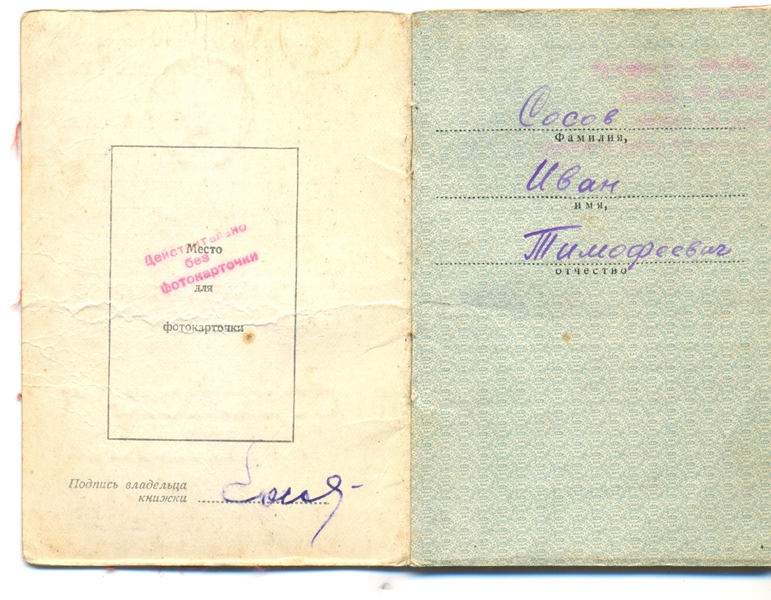 Место
для
фотокарточки
Действительно
без
фотокарточки
Подпись владельца
книжки
Сосов
Фамилия,
Иван
имя,
Тимофеевич
отчество